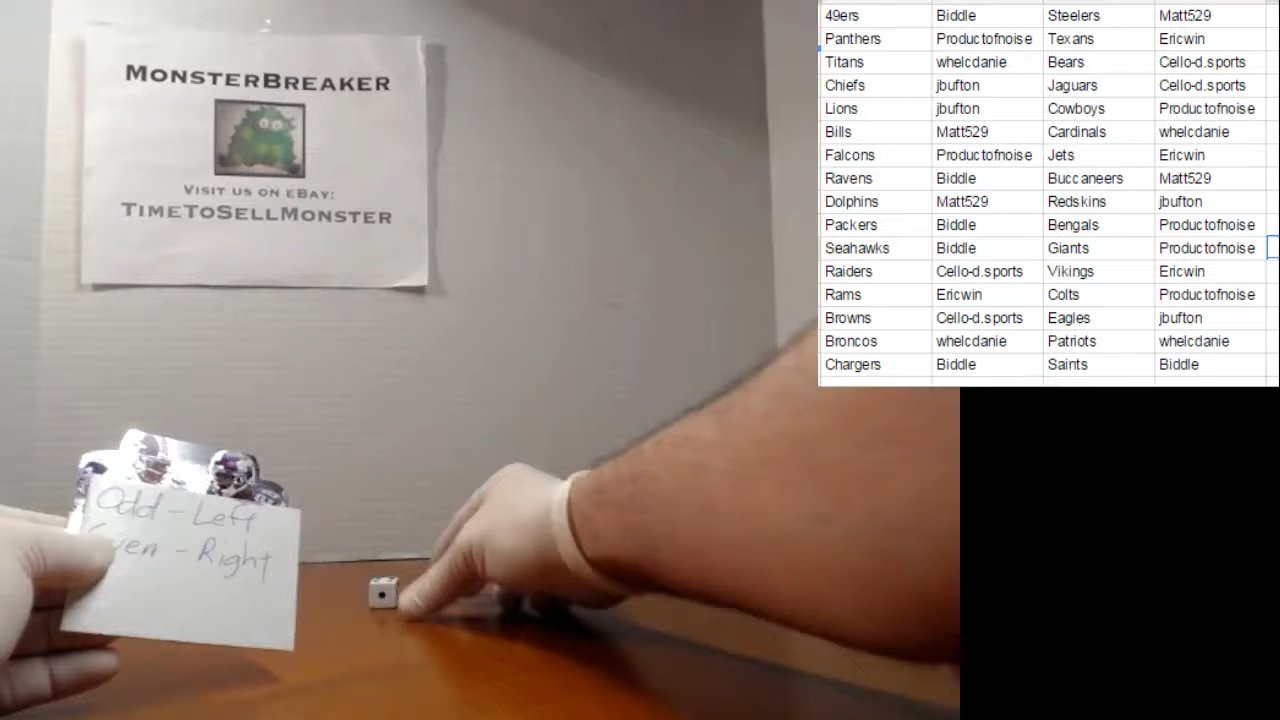 MonsterBreaker
Visit us on eBay:
TimeToSellMonster
Odd - Left
Even - Right
49ers Biddle Steelers Matt529
Panthers Productofnoise Texans Ericwin
Titans whelcdanie Bears Cello-d.sports
Chiefs jbufton Jaguars Cello-d.sports
Lions jbufton Cowboys Productofnoise
Bills Matt529 Cardinals whelcdanie
Falcons Productofnoise Jets Ericwin
Ravens Biddle Buccaneers Matt529
Dolphins Matt529 Redskins jbufton
Packers Biddle Bengals Productofnoise
Seahawks Biddle Giants Productofnoise
Raiders Cello-d.sports Vikings Ericwin
Rams Ericwin Colts Productofnoise
Browns Cello-d.sports Eagles jbufton
Broncos whelcdanie Patriots whelcdanie
Chargers Biddle Saints Biddle